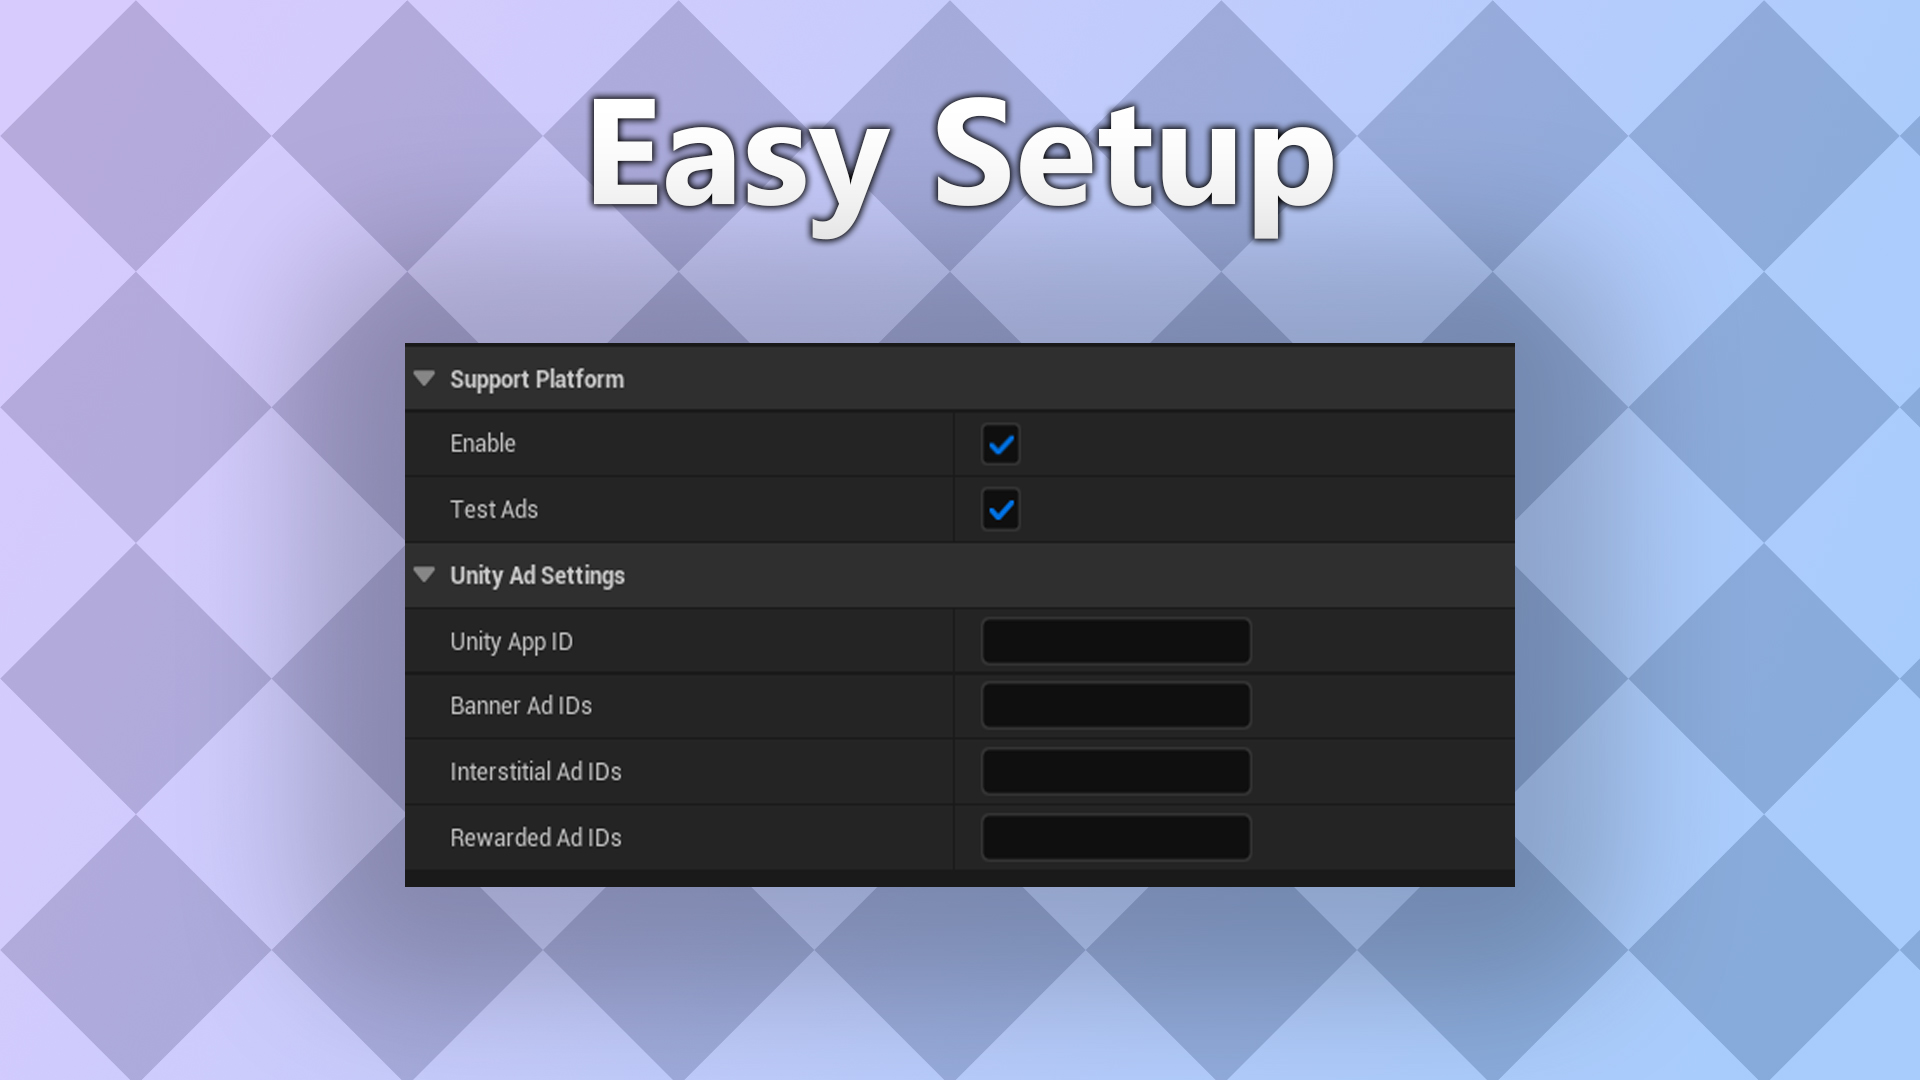 Easy Setup
Support Platform
Enable
Test Ads
Unity Ad Settings
Unity App ID
Banner Ad IDs
Interstitial Ad IDs
Rewarded Ad IDs